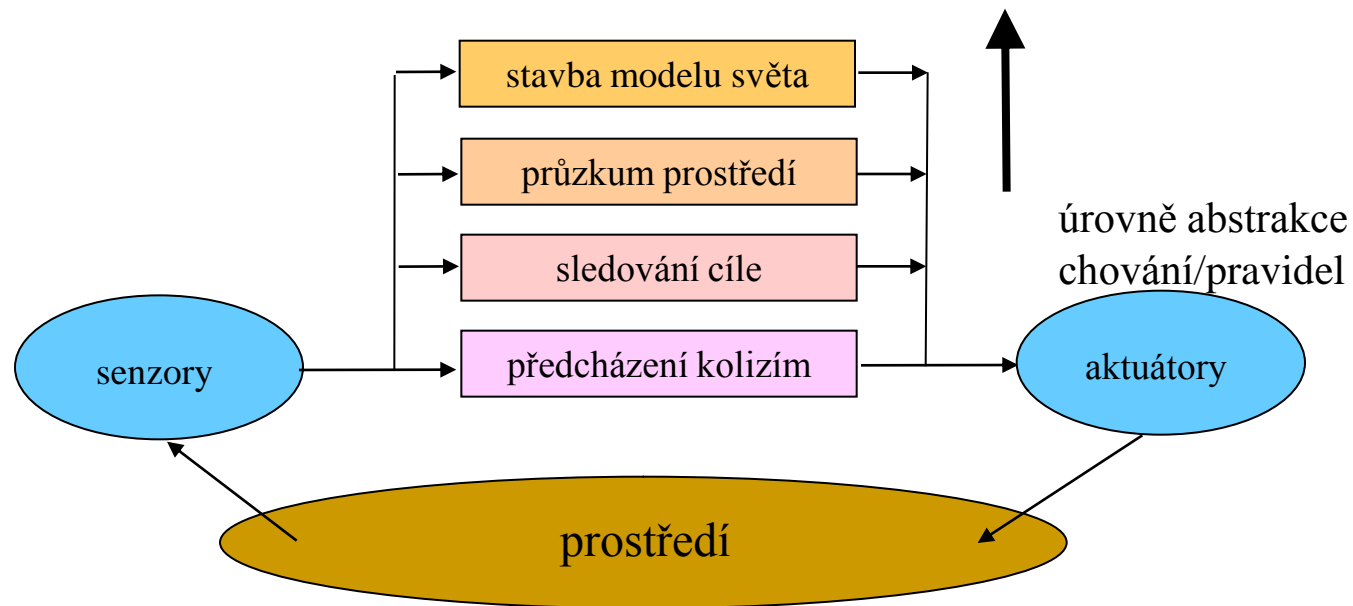 stavba modelu světa
průzkum prostředí
úrovně abstrakce
chování/pravidel
sledování cíle
senzory
předcházení kolizím
aktuátory
prostředí